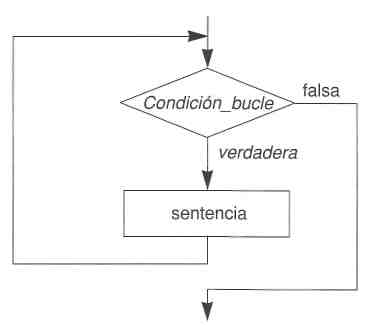 Condición_bucle
falsa
verdadera
sentencia